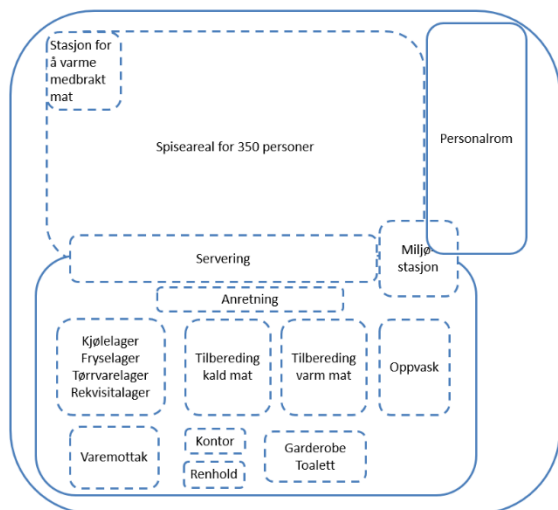 Stasjon for
å varme
medbrakt
mat
Spiseareal for 350 personer
Personalrom
Servering
Miljø
stasjon
Anretning
Kjølelager
Fryselager
Tørrvarelager
Rekvisitalager
Tilbereding
kald mat
Tilbereding
varm mat
Oppvask
Varemottak
Kontor
Renhold
Garderobe
Toalett